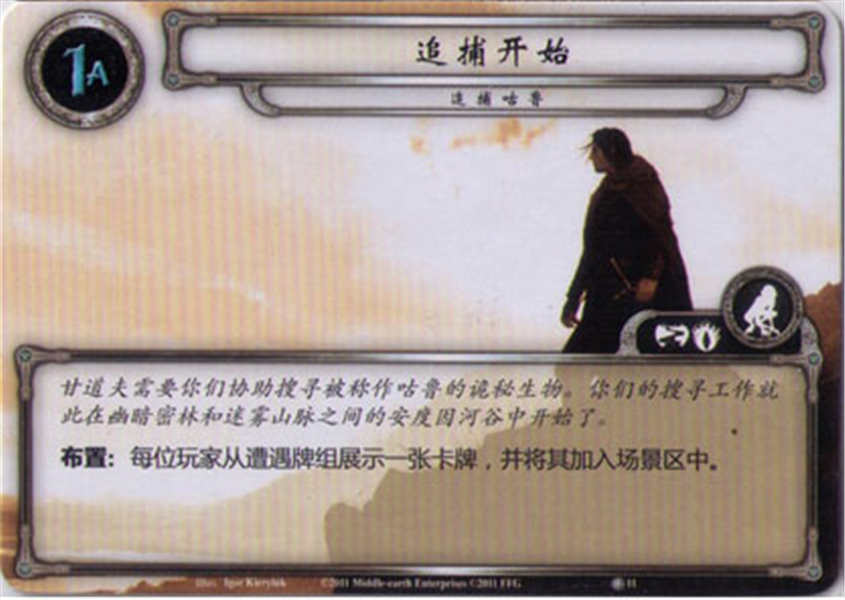 1A
追捕开始
追捕咕鲁
甘道夫需要你们协助搜寻被称作咕鲁的诡秘生物。你们的搜寻工作就
此在幽暗密林和迷雾山脉之间的安度因河谷中开始了。
布置：每位玩家从遭遇牌组展示一张卡牌，并将其加入场景区中。
Illus. Igor Kieryluk ©2011 Middle-earth Enterprises ©2011 FFG 11